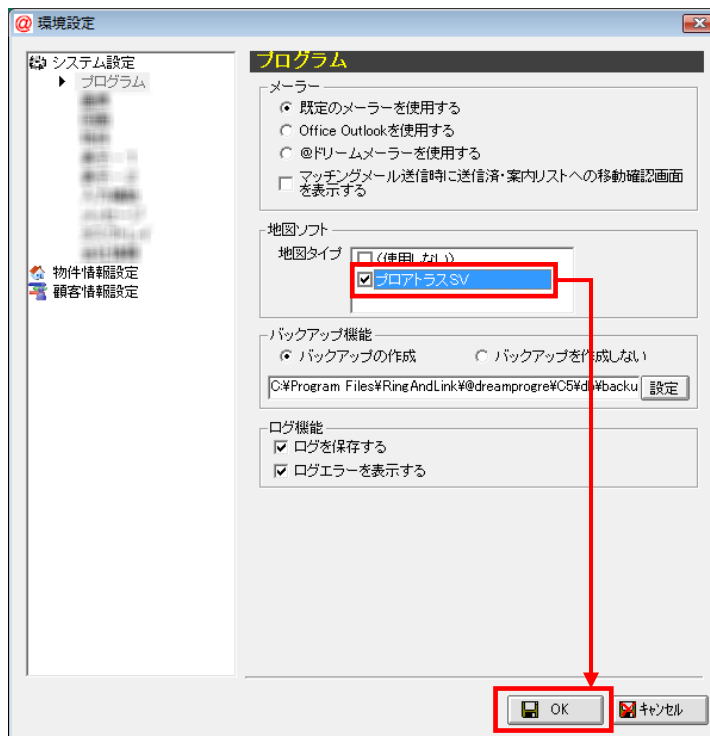 環境設定
システム設定
プログラム
物件情報設定
顧客情報設定
プログラム
メーラー
既定のメーラーを使用する
Office Outlookを使用する
@ドリームメーラーを使用する
マッチングメール送信時に送信済・案内リストへの移動確認画面
を表示する
地図ソフト
地図タイプ
(使用しない)
プロアトラスSV
バックアップ機能
バックアップの作成
バックアップを作成しない
C:¥Program Files¥RingAndLink¥@dreamprogre¥C5¥db¥backu
設定
ログ機能
ログを保存する
ログエラーを表示する
OK
キャンセル